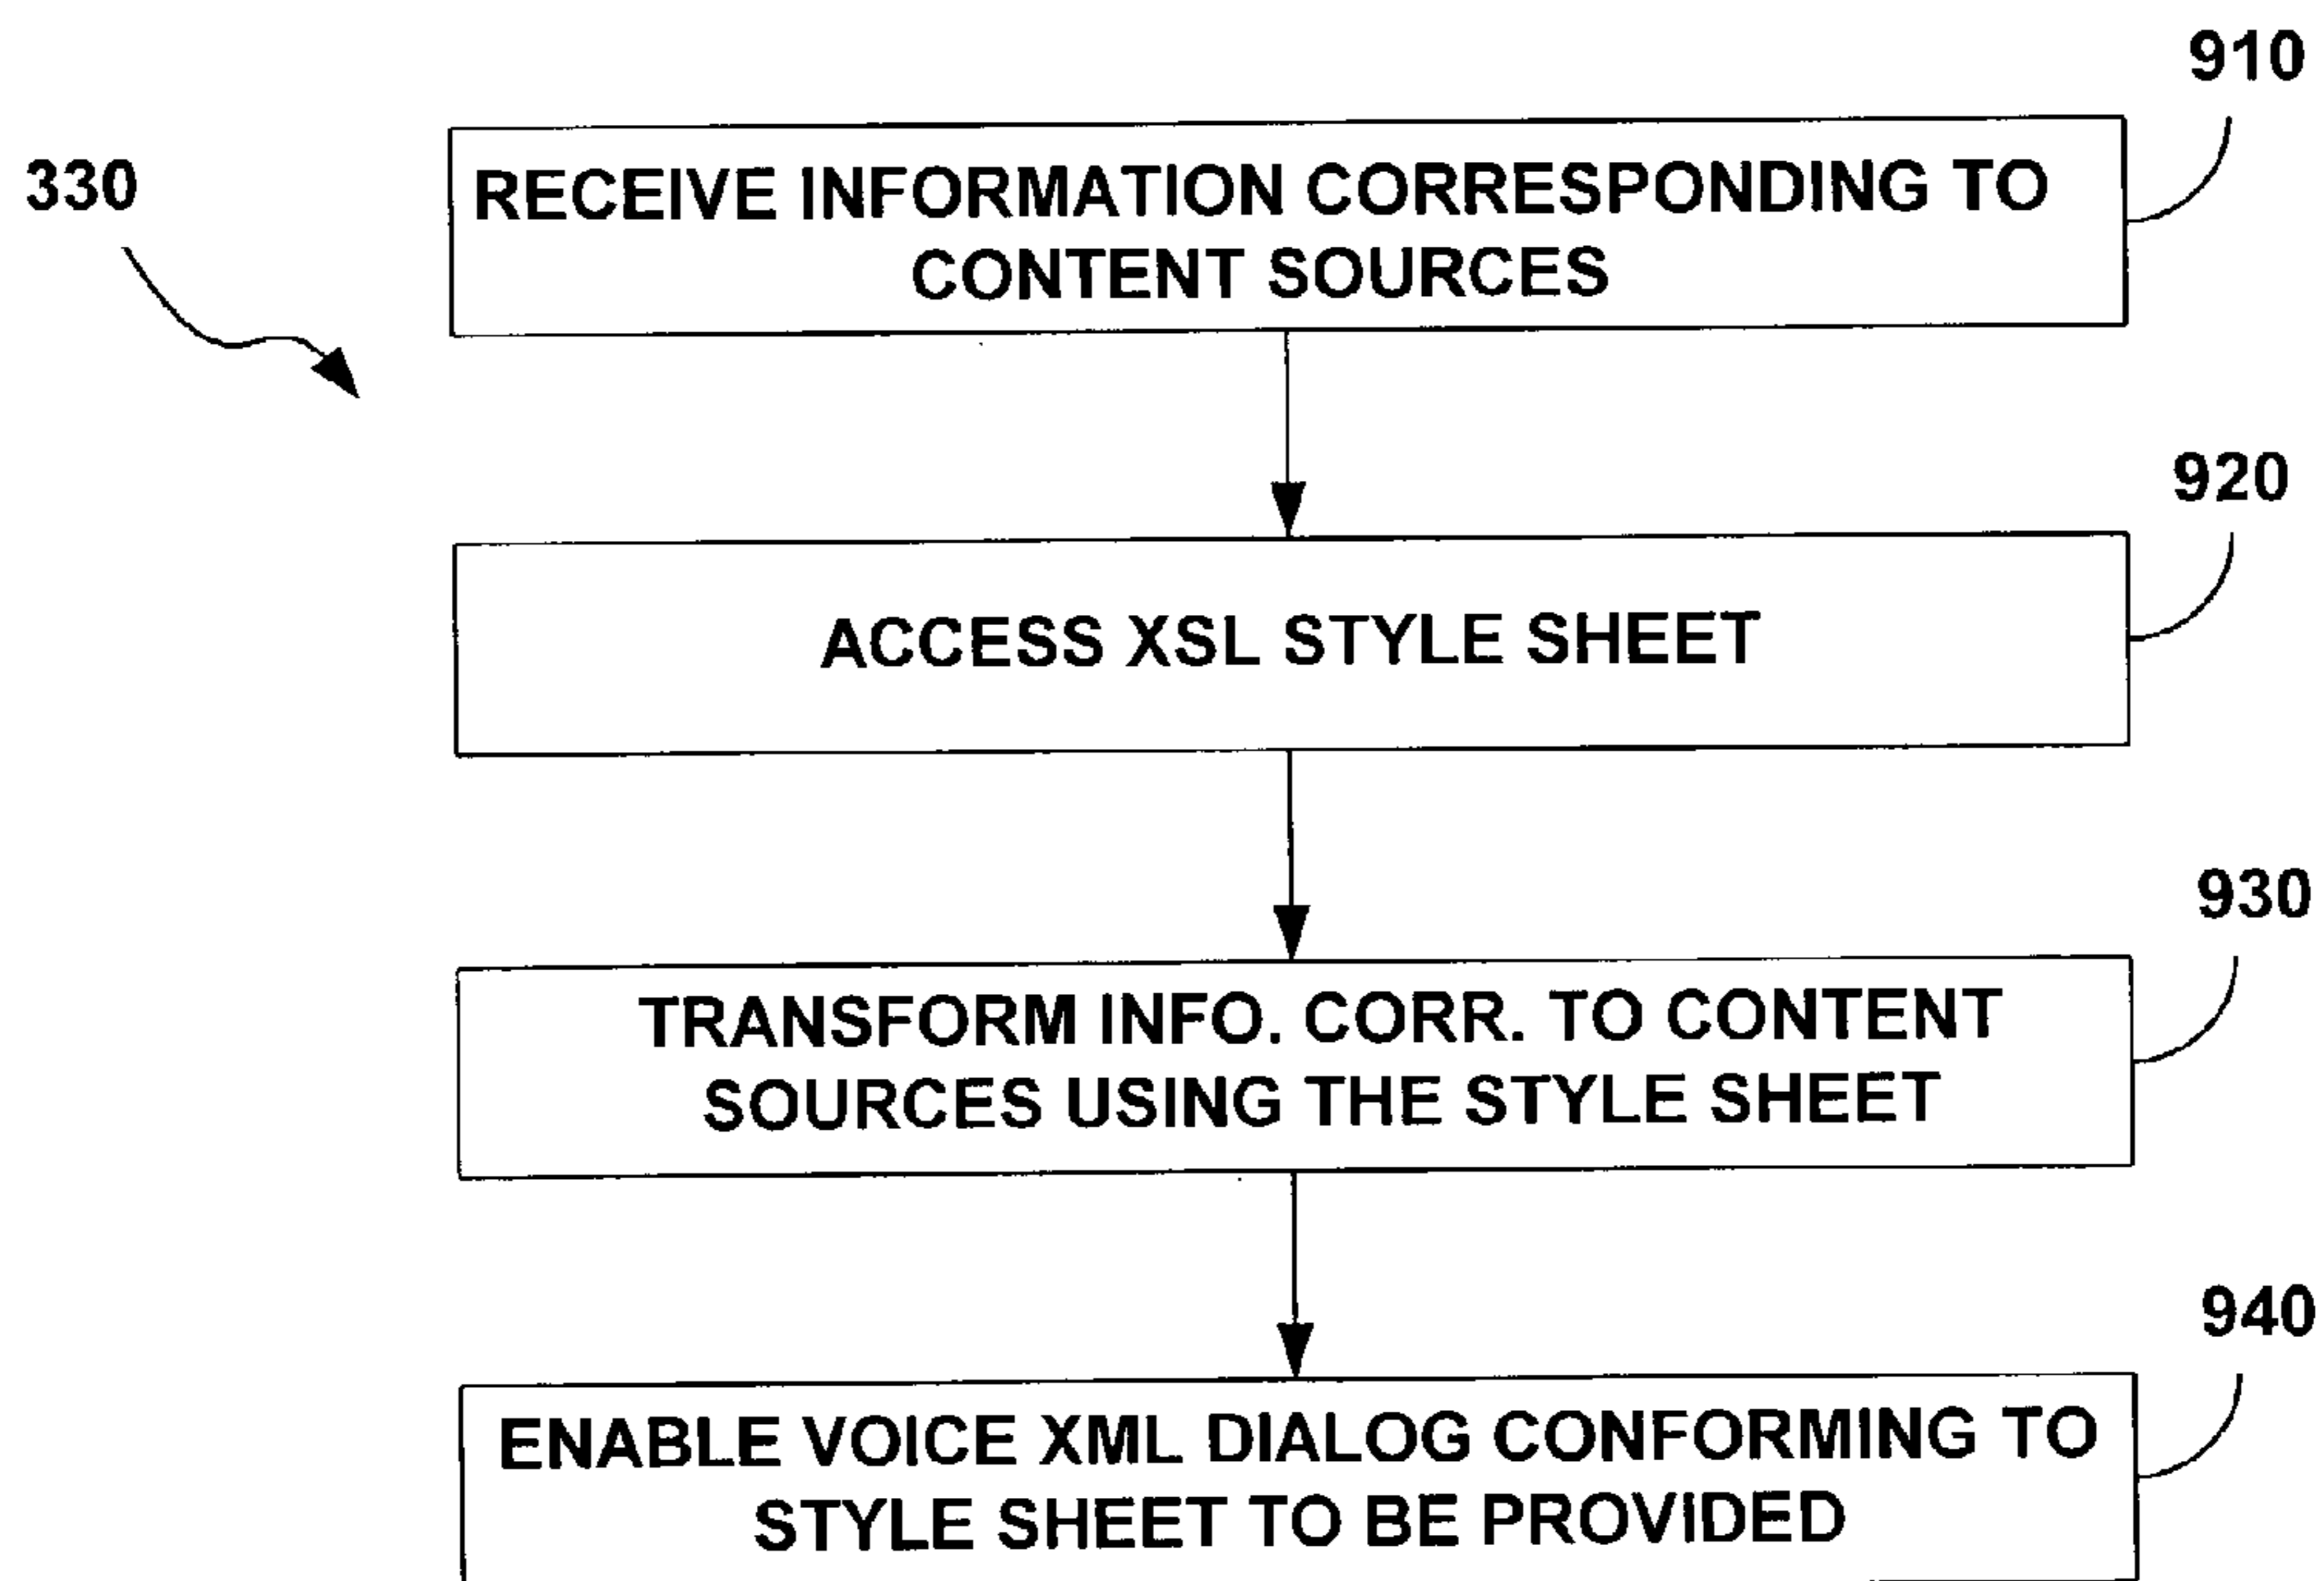 910
330
RECEIVE INFORMATION CORRESPONDING TO
CONTENT SOURCES
920
ACCESS XSL STYLE SHEET
930
TRANSFORM INFO. CORR. TO CONTENT
SOURCES USING THE STYLE SHEET
940
ENABLE VOICE XML DIALOG CONFORMING TO
STYLE SHEET TO BE PROVIDED